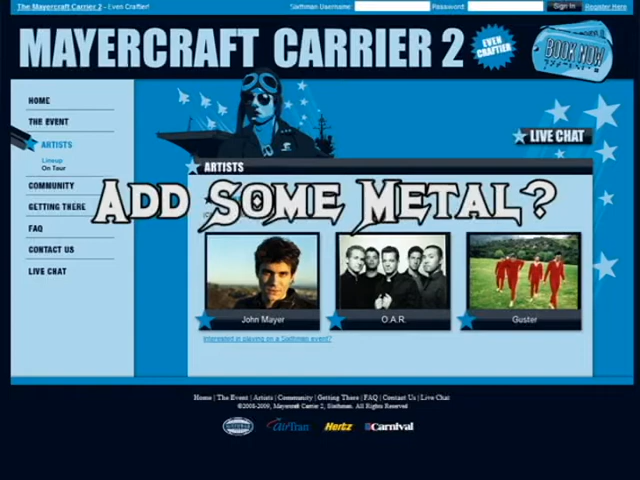 The Mayercraft Carrier 2 - Even Craftier!
Sixthman Username:
Password:
Sign In
Register Here
MAYERCRAFT CARRIER 2
EVEN CRAFTIER
BOOK NOW
HOME
THE EVENT
ARTISTS
Lineup
On Tour
COMMUNITY
GETTING THERE
FAQ
CONTACT US
LIVE CHAT
LIVE CHAT
ARTISTS
ADD SOME METAL?
John Mayer
O.A.R.
Guster
Interested in playing on a Sixthman event?
Home | The Event | Artists | Community | Getting There | FAQ | Contact Us | Live Chat
©2008-2009, Mayercraft Carrier 2, Sixthman. All Rights Reserved
AirTran
Hertz
Carnival